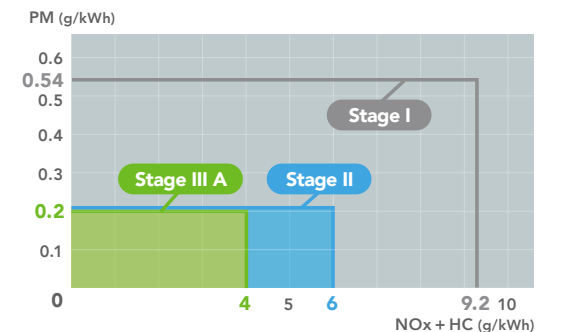 PM (g/kWh)
0.6
0.54
0.5
Stage I
0.4
0.3
Stage III A
Stage II
0.2
0.1
0
4
5
6
9.2
10
NOx + HC (g/kWh)